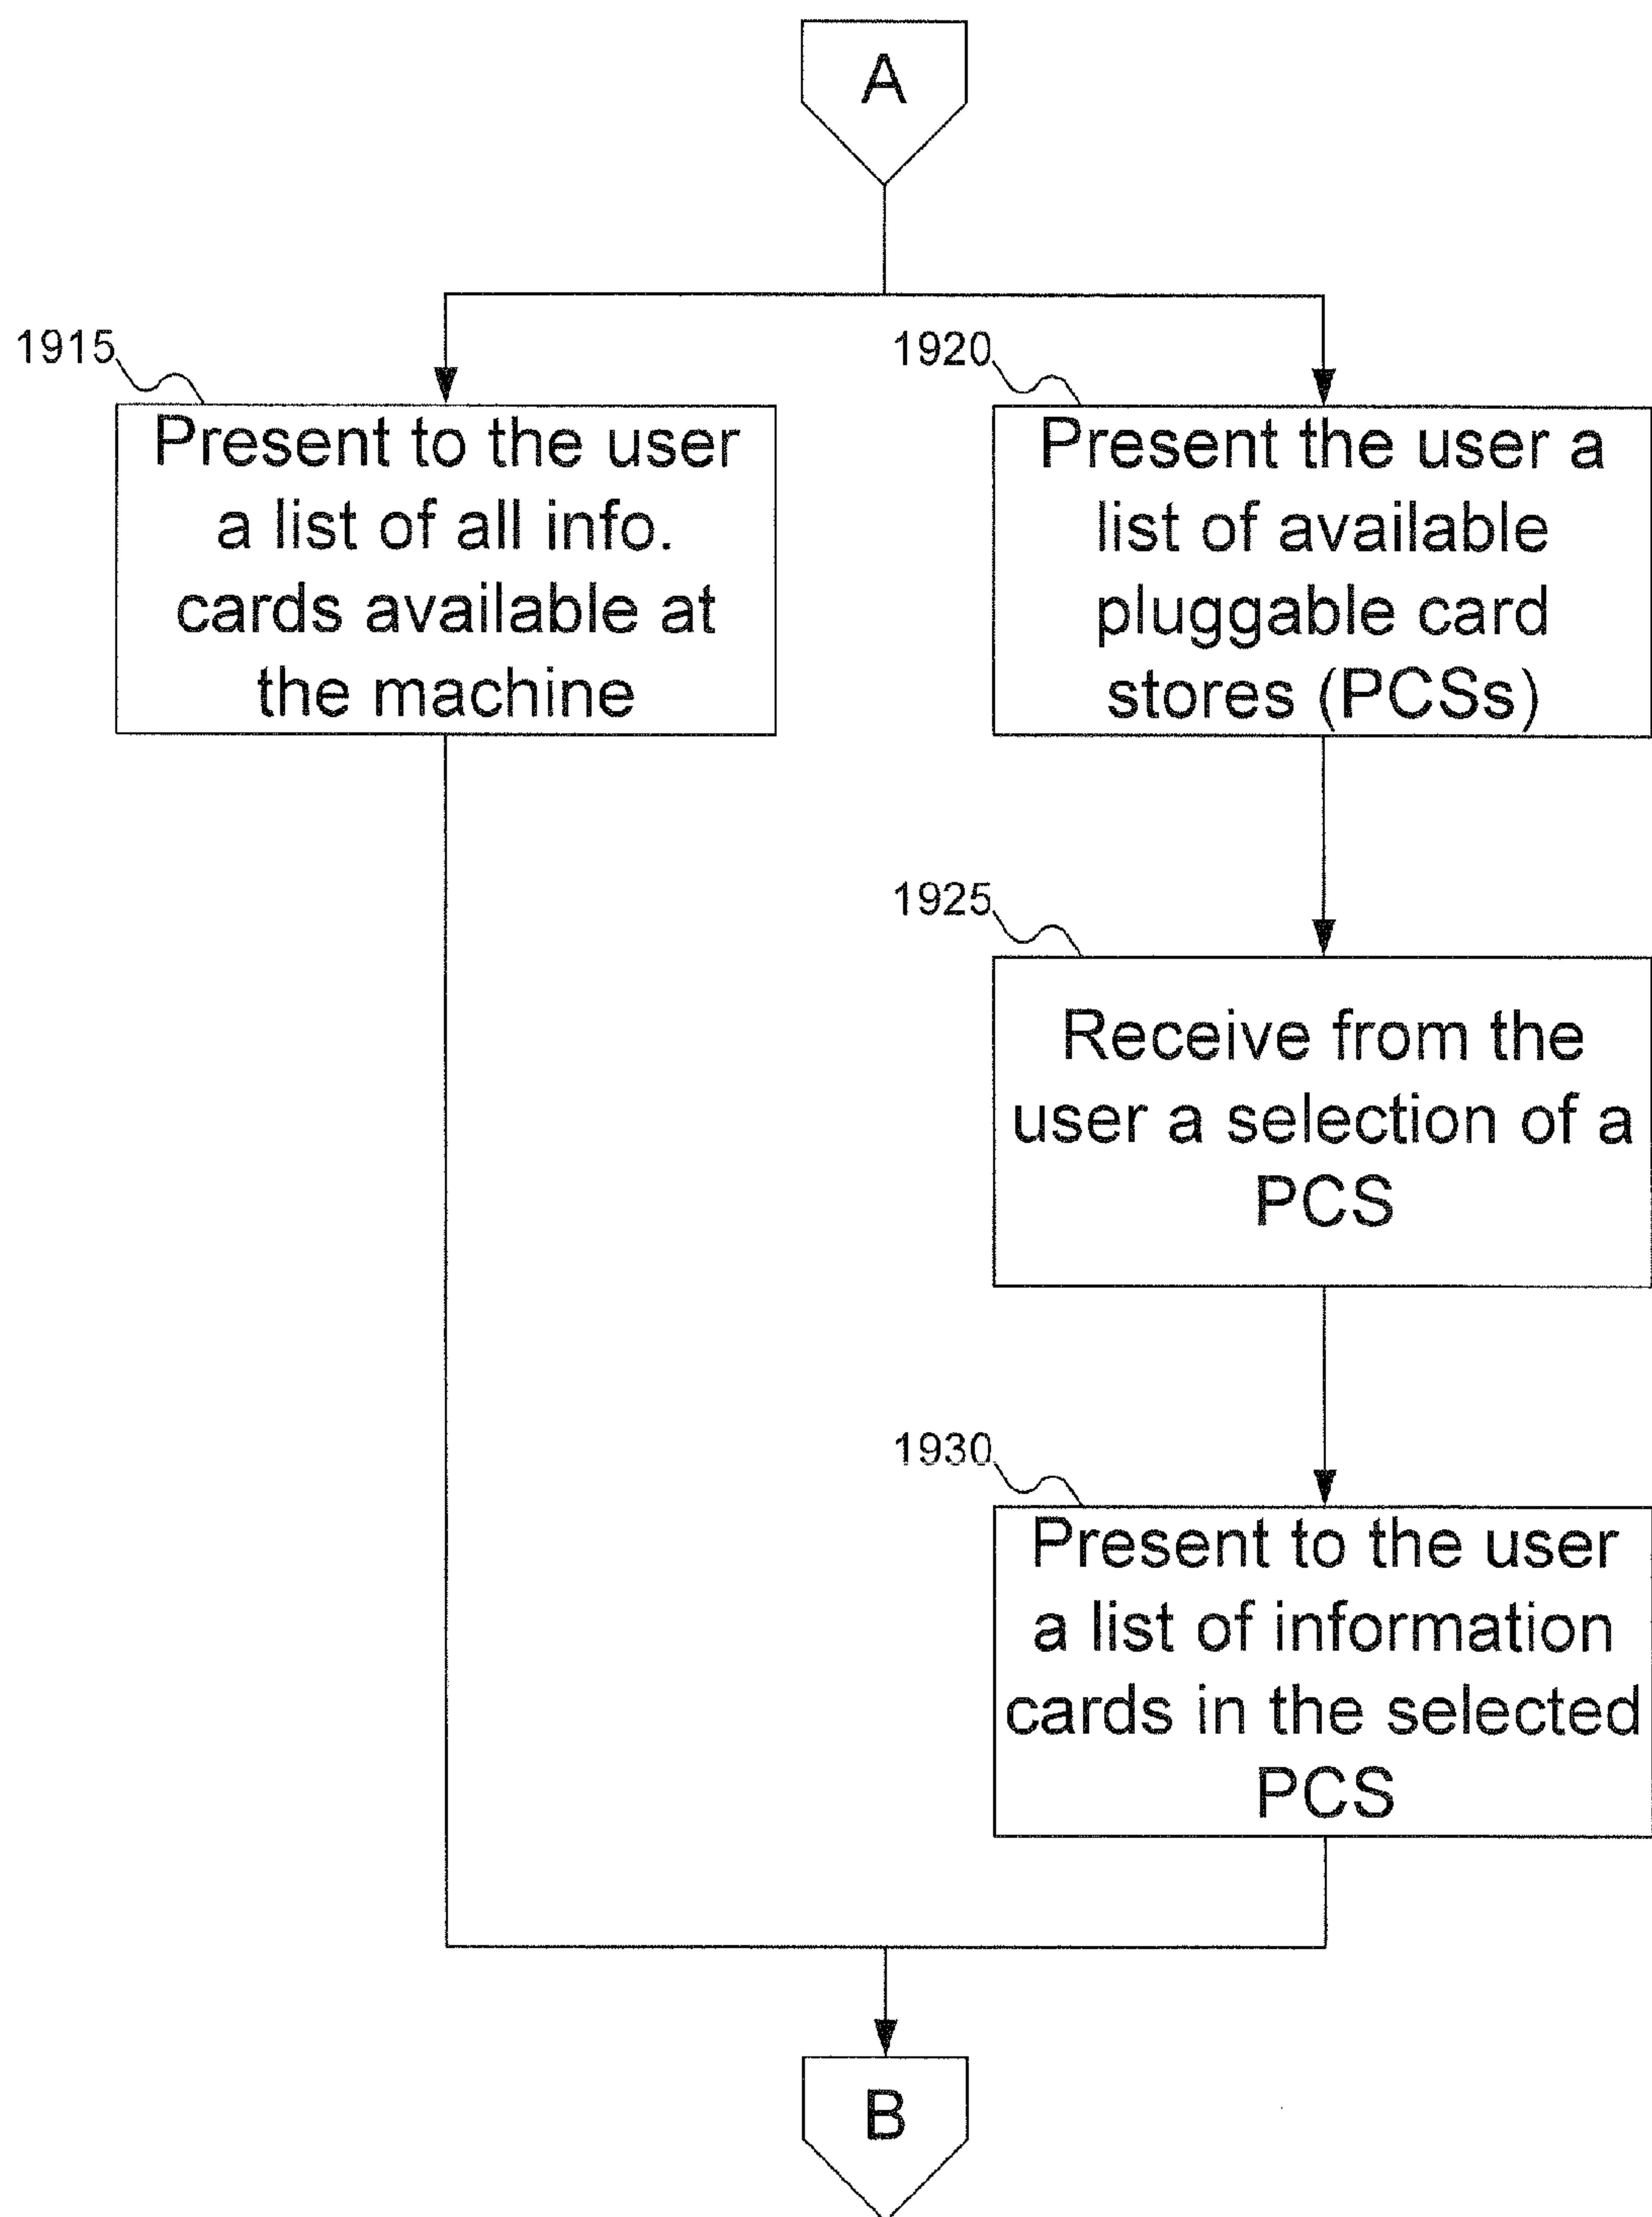 A
1915
Present to the user
a list of all info.
cards available at
the machine
1920
Present the user a
list of available
pluggable card
stores (PCSs)
1925
Receive from the
user a selection of a
PCS
1930
Present to the user
a list of information
cards in the selected
PCS
B